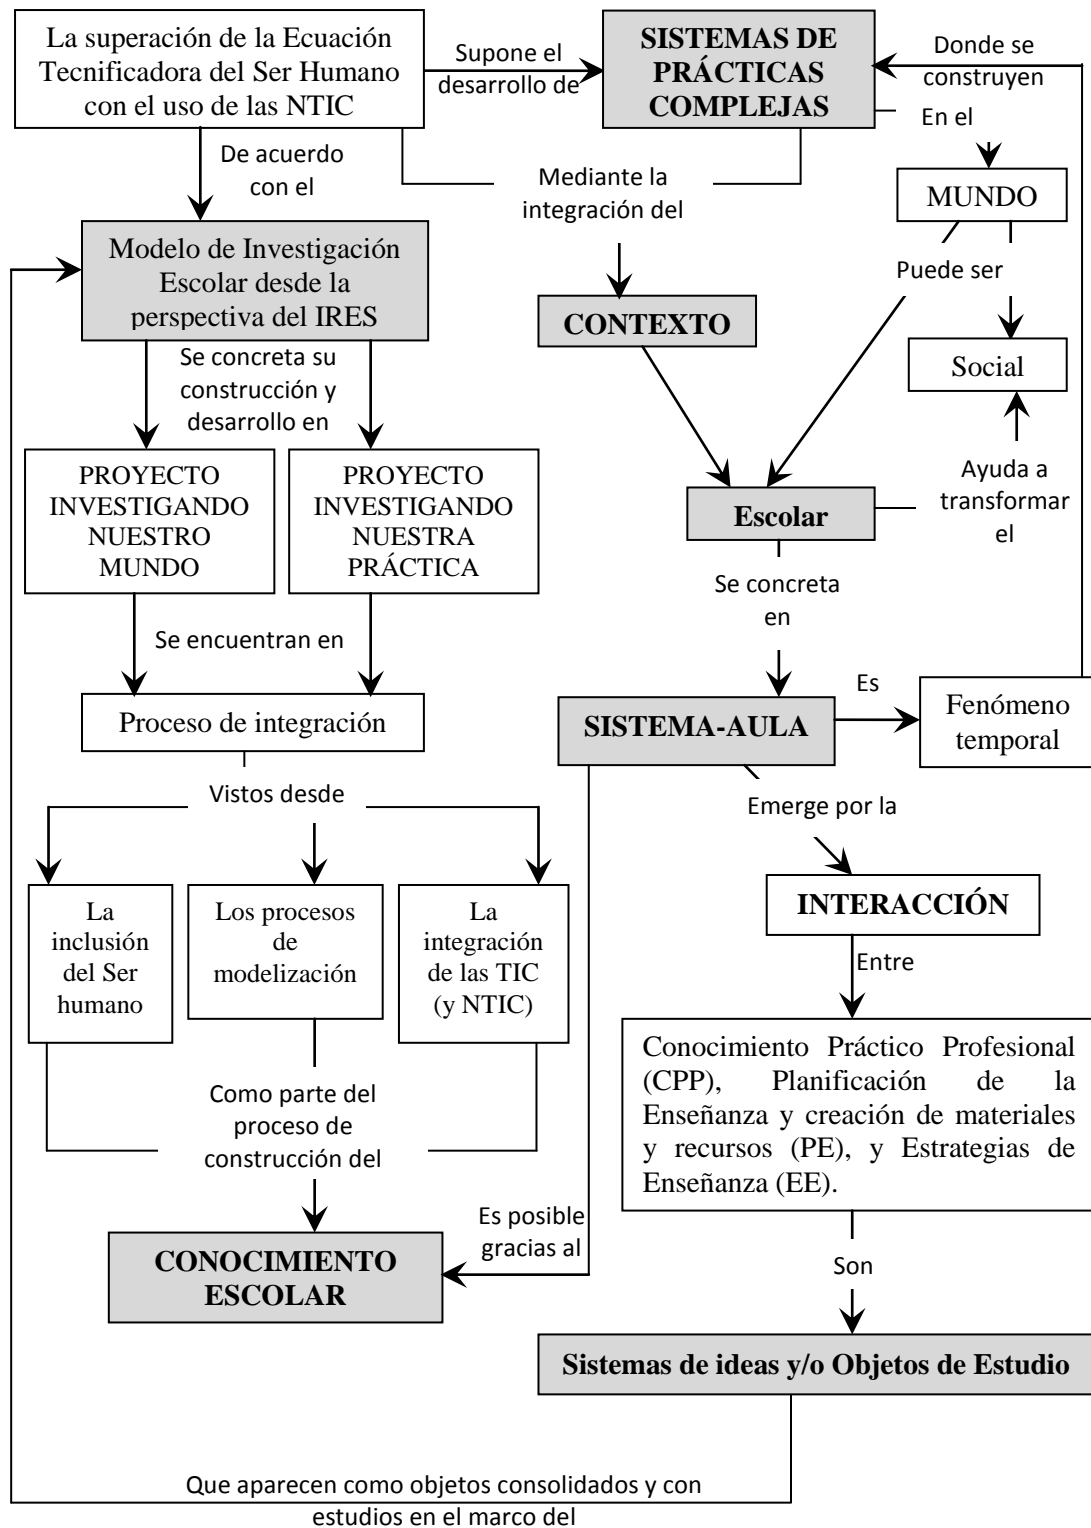 La superación de la Ecuación
Tecnificadora del Ser Humano
con el uso de las NTIC
Supone el
desarrollo de
SISTEMAS DE
PRÁCTICAS
COMPLEJAS
Donde se
construyen
En el
De acuerdo
con el
Mediante la
integración del
MUNDO
Modelo de Investigación
Escolar desde la
perspectiva del IRES
Puede ser
CONTEXTO
Social
Se concreta su
construcción y
desarrollo en
PROYECTO
INVESTIGANDO
NUESTRO
MUNDO
PROYECTO
INVESTIGANDO
NUESTRA
PRÁCTICA
Escolar
Ayuda a
transformar
el
Se concreta
en
Se encuentran en
Proceso de integración
SISTEMA-AULA
Es
Fenómeno
temporal
Vistos desde
Emerge por la
La
inclusión
del Ser
humano
Los procesos
de
modelización
La
integración
de las TIC
(y NTIC)
INTERACCIÓN
Entre
Conocimiento Práctico Profesional
(CPP), Planificación de la
Enseñanza y creación de materiales
y recursos (PE), y Estrategias de
Enseñanza (EE).
Como parte del
proceso de
construcción del
Es posible
gracias al
CONOCIMIENTO
ESCOLAR
Son
Sistemas de ideas y/o Objetos de Estudio
Que aparecen como objetos consolidados y con
estudios en el marco del